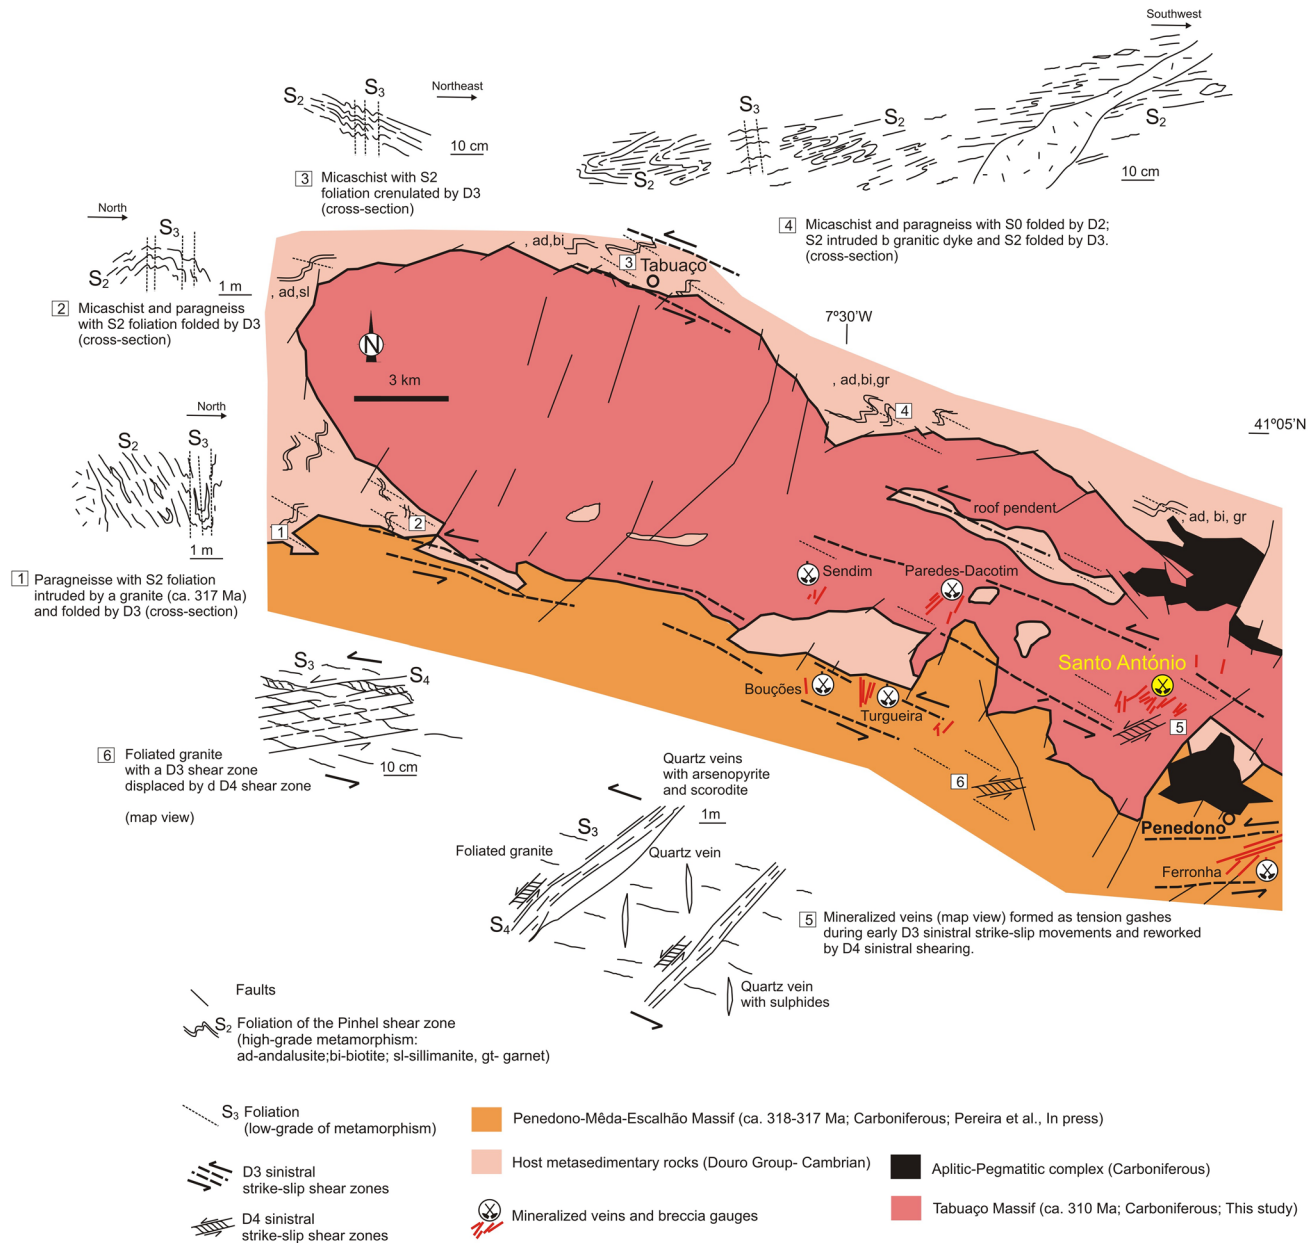 Southwest
S3
S2
Northeast
10 cm
3 Micaschist with S2
foliation crenulated by D3
(cross-section)
S3
S2
S2
S2
10 cm
4 Micaschist and paragneiss with S0 folded by D2;
S2 intruded b granitic dyke and S2 folded by D3.
(cross-section)
North
S3
S2
1 m
2 Micaschist and paragneiss
with S2 foliation folded by D3
(cross-section)
North
S2
S3
1 m
1 Paragneisse with S2 foliation
intruded by a granite (ca. 317 Ma)
and folded by D3 (cross-section)
, ad,bi
3
Tabuaço
, ad,sl
N
3 km
7º30'W
41º05'N
, ad,bi,gr
4
roof pendent
, ad, bi, gr
1
2
Sendim
Paredes-Dacotim
Santo António
Bouções
Turgueira
5
6
Penedono
Ferronha
S3
S4
10 cm
6 Foliated granite
with a D3 shear zone
displaced by d D4 shear zone
(map view)
Quartz veins
with arsenopyrite
and scorodite
1m
S3
Foliated granite
Quartz vein
S4
Quartz vein
with sulphides
5 Mineralized veins (map view) formed as tension gashes
during early D3 sinistral strike-slip movements and reworked
by D4 sinistral shearing.
Faults
S2 Foliation of the Pinhel shear zone
(high-grade metamorphism:
ad-andalusite;bi-biotite; sl-sillimanite, gt- garnet)
S3 Foliation
(low-grade of metamorphism)
D3 sinistral
strike-slip shear zones
D4 sinistral
strike-slip shear zones
Penedono-Mêda-Escalhão Massif (ca. 318-317 Ma; Carboniferous; Pereira et al., In press)
Host metasedimentary rocks (Douro Group- Cambrian)
Mineralized veins and breccia gauges
Aplitic-Pegmatitic complex (Carboniferous)
Tabuaço Massif (ca. 310 Ma; Carboniferous; This study)